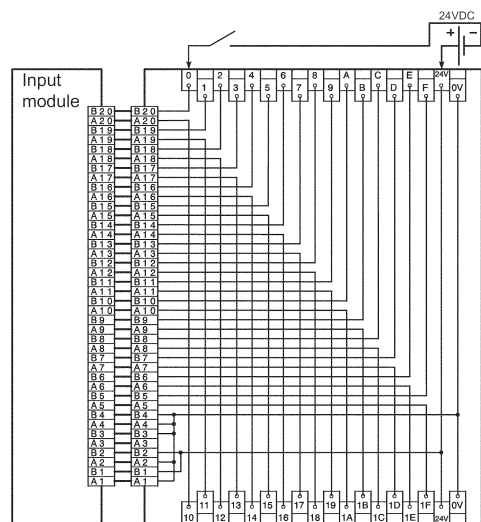 24VDC
+ −
0 2 4 6 8 A C E 24V
1 3 5 7 9 B D F 0V
Input
module
B20 B20
A20 A20
B19 B19
A19 A19
B18 B18
A18 A18
B17 B17
A17 A17
B16 B16
A16 A16
B15 B15
A15 A15
B14 B14
A14 A14
B13 B13
A13 A13
B12 B12
A12 A12
B11 B11
A11 A11
B10 B10
A10 A10
B9 B9
A9 A9
B8 B8
A8 A8
B7 B7
A7 A7
B6 B6
A6 A6
B5 B5
A5 A5
B4 B4
A4 A4
B3 B3
A3 A3
B2 B2
A2 A2
B1 B1
A1 A1
11 13 15 17 19 1B 1D 1F 0V
10 12 14 16 18 1A 1C 1E 24V